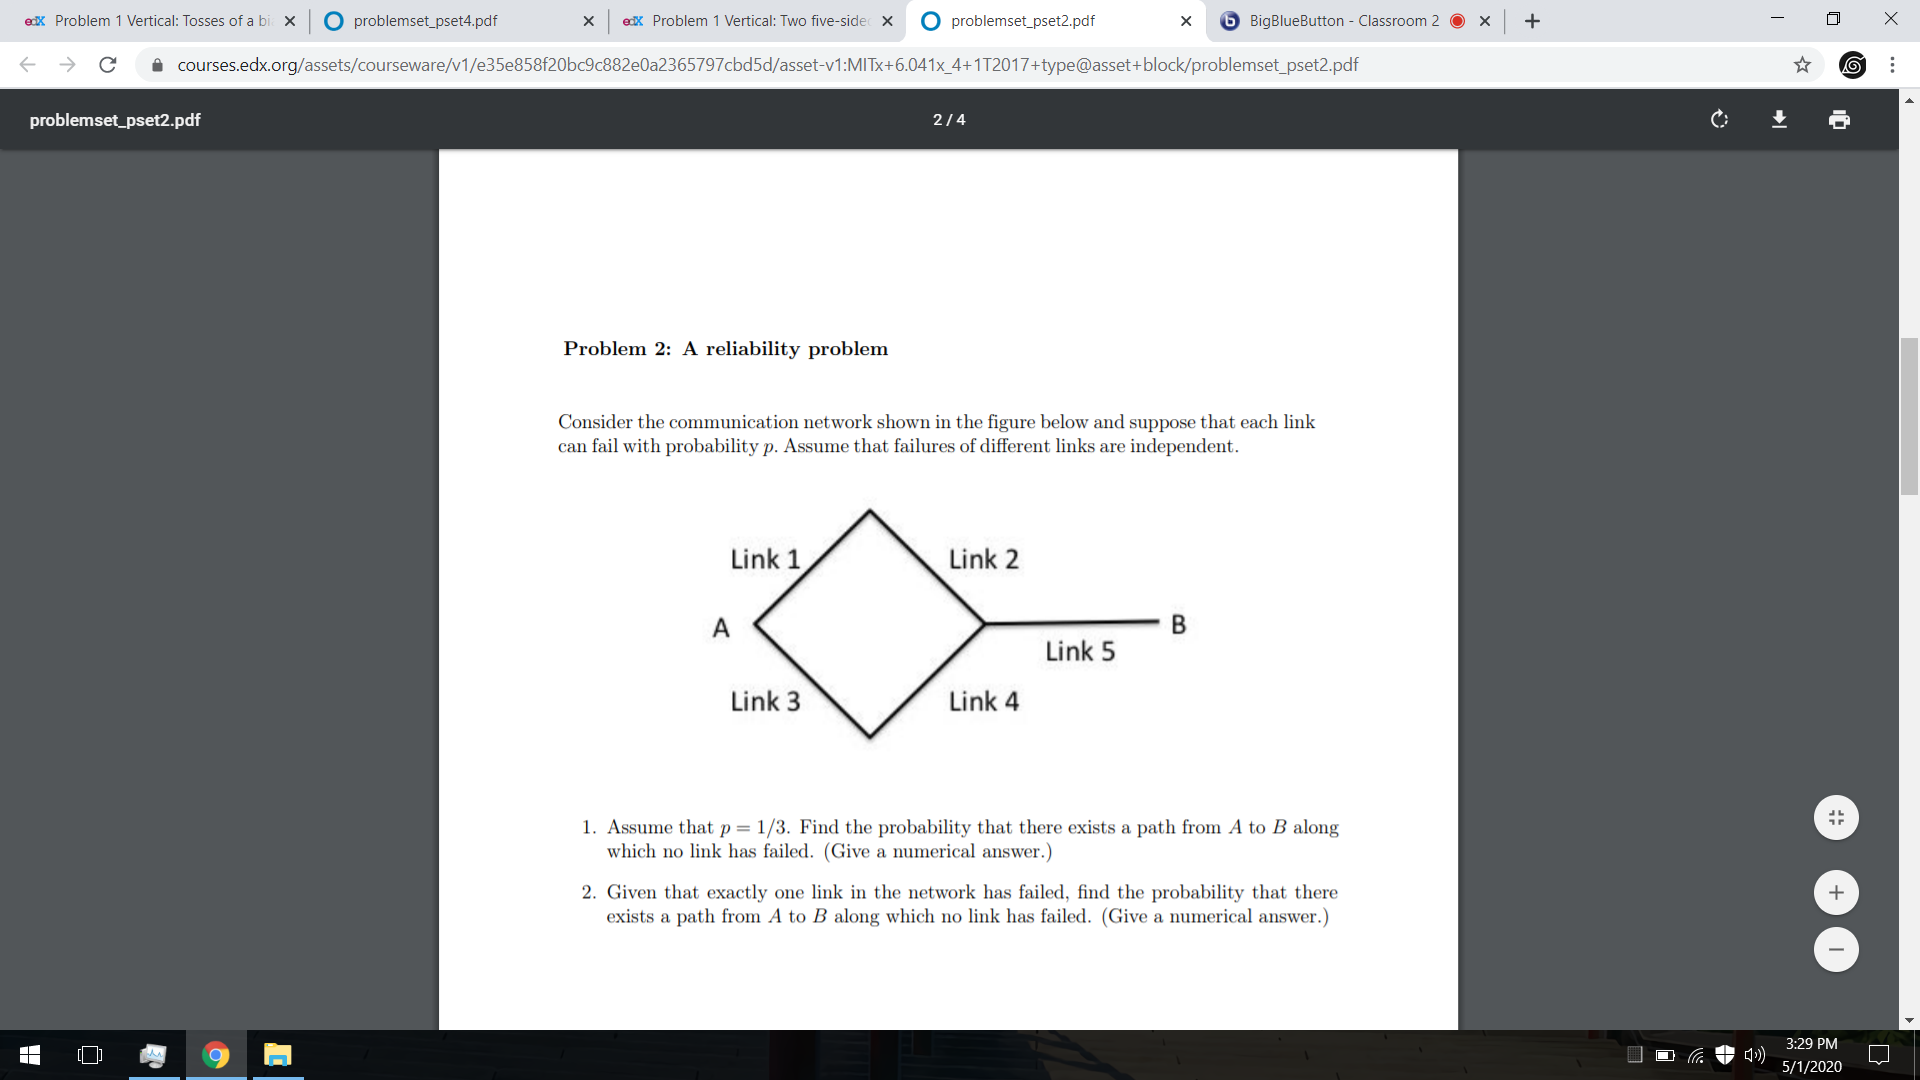 edX Problem 1 Vertical: Tosses of a bi
problemset_pset4.pdf
edX Problem 1 Vertical: Two five-sided
problemset_pset2.pdf
b BigBlueButton - Classroom 2
courses.edx.org/assets/courseware/v1/e35e858f20bc9c882e0a2365797cbd5d/asset-v1:MITx+6.041x_4+1T2017+type@asset+block/problemset_pset2.pdf
problemset_pset2.pdf
2 / 4
Problem 2: A reliability problem
Consider the communication network shown in the figure below and suppose that each link
can fail with probability p. Assume that failures of different links are independent.
Link 1
Link 2
A
B
Link 5
Link 3
Link 4
1. Assume that p = 1/3. Find the probability that there exists a path from A to B along
which no link has failed. (Give a numerical answer.)
2. Given that exactly one link in the network has failed, find the probability that there
exists a path from A to B along which no link has failed. (Give a numerical answer.)
3:29 PM
5/1/2020